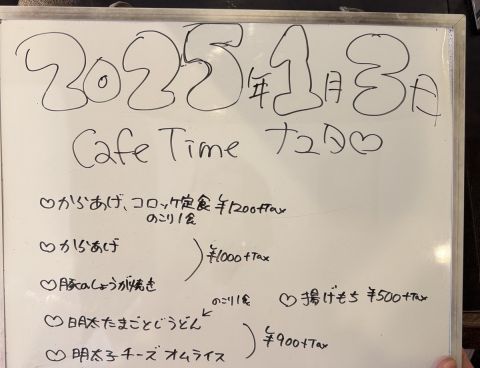 2025年1月3日
Cafe Time ナユタ♡
♡からあげ、コロッケ定食 ¥1200+Tax
のこり1食
♡からあげ
¥1000+Tax
♡豚のしょうが焼き
のこり1食
♡揚げもち ¥500+Tax
♡明太たまごとじうどん
¥900+Tax
♡明太子チーズ オムライス